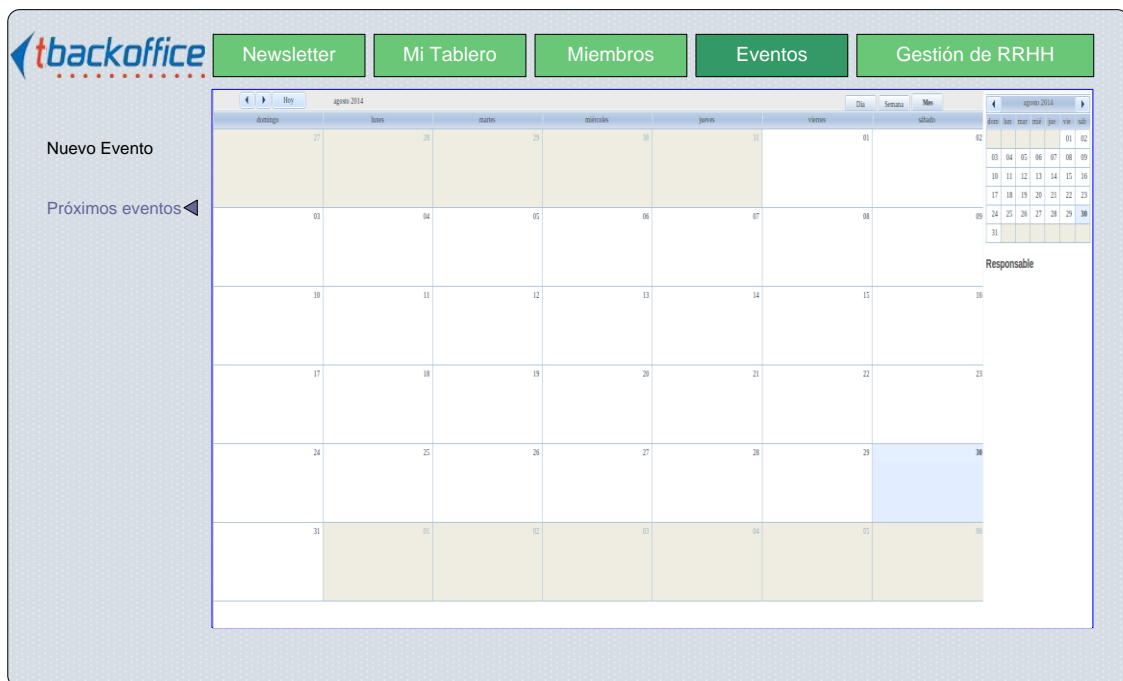 tbackoffice
Newsletter Mi Tablero Miembros Eventos Gestión de RRHH
Nuevo Evento
Próximos eventos
Hoy agosto 2014 Día Semana Mes
domingo lunes martes miércoles jueves viernes sábado
27 28 29 30 31 01 02
03 04 05 06 07 08 09
10 11 12 13 14 15 16
17 18 19 20 21 22 23
24 25 26 27 28 29 30
31 01 02 03 04 05 06
agosto 2014
dom lun mar mié jue vie sáb
01 02
03 04 05 06 07 08 09
10 11 12 13 14 15 16
17 18 19 20 21 22 23
24 25 26 27 28 29 30
31
Responsable